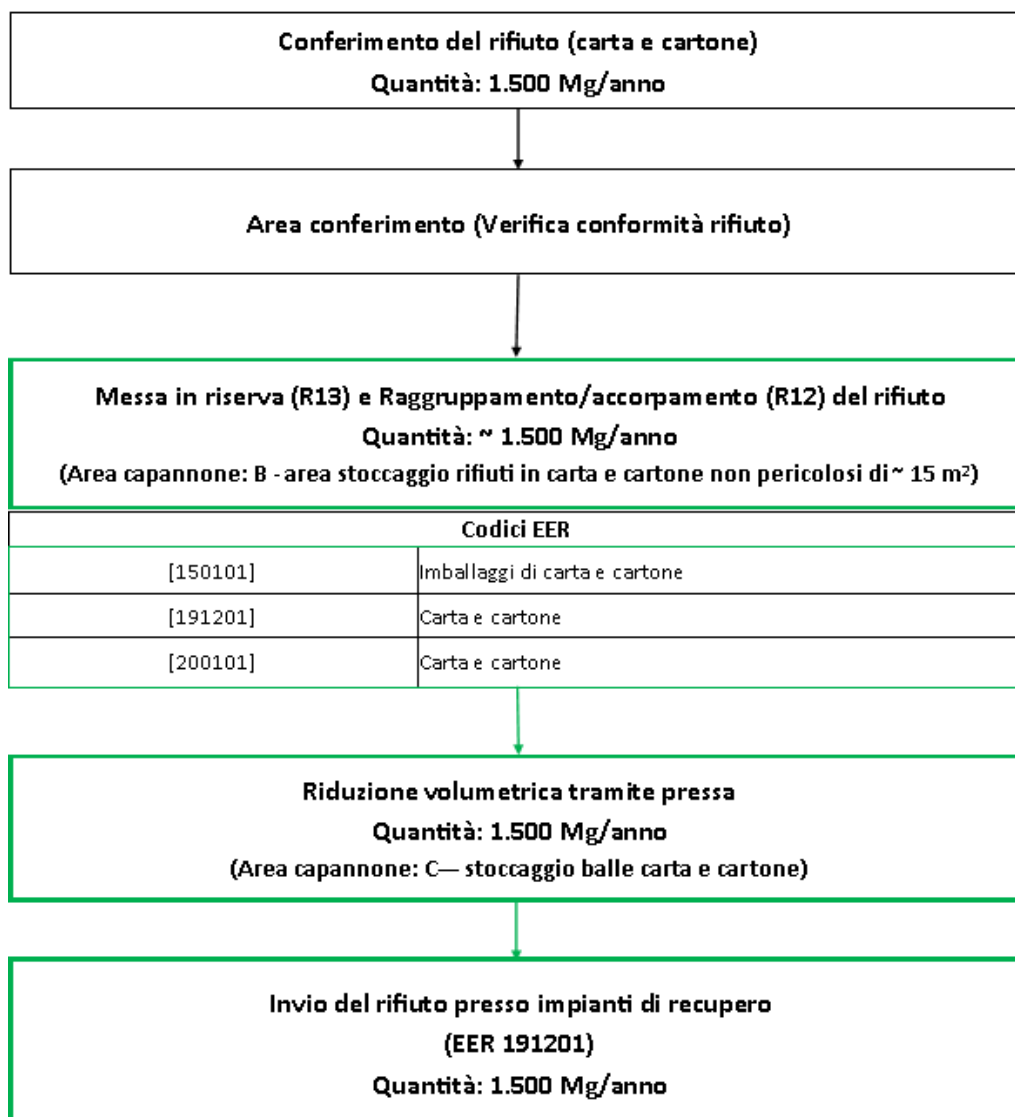 Conferimento del rifiuto (carta e cartone)
Quantità: 1.500 Mg/anno
Area conferimento (Verifica conformità rifiuto)
Messa in riserva (R13) e Raggruppamento/accorpamento (R12) del rifiuto
Quantità: ~ 1.500 Mg/anno
(Area capannone: B - area stoccaggio rifiuti in carta e cartone non pericolosi di ~ 15 m²)
Codici EER
[150101] Imballaggi di carta e cartone
[191201] Carta e cartone
[200101] Carta e cartone
Riduzione volumetrica tramite pressa
Quantità: 1.500 Mg/anno
(Area capannone: C— stoccaggio balle carta e cartone)
Invio del rifiuto presso impianti di recupero
(EER 191201)
Quantità: 1.500 Mg/anno